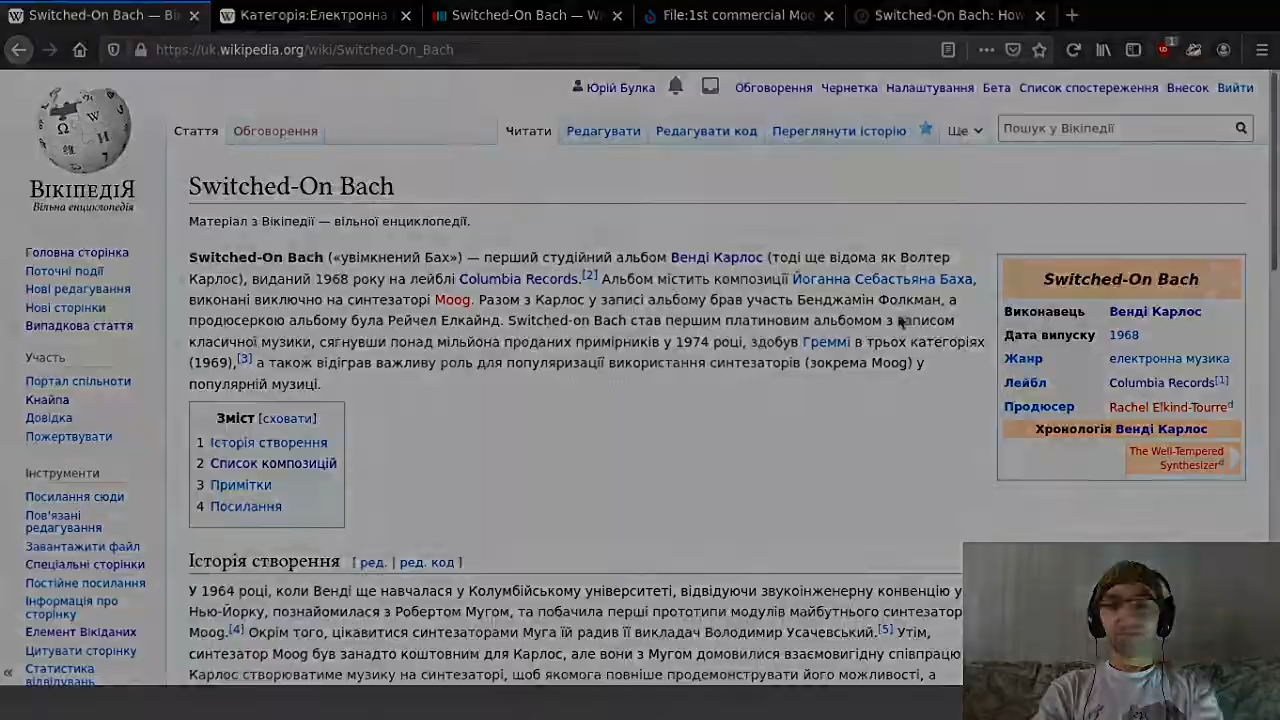 Switched-On Bach — Ві
Категорія:Електронна
Switched-On Bach — W
File:1st commercial Moo
Switched-On Bach: How
https://uk.wikipedia.org/wiki/Switched-On_Bach
Юрій Булка
Обговорення
Чернетка
Налаштування
Бета
Список спостереження
Внесок
Вийти
Стаття
Обговорення
Читати
Редагувати
Редагувати код
Переглянути історію
Ще
Пошук у Вікіпедії
ВІКІПЕДІЯ
Вільна енциклопедія
Головна сторінка
Поточні події
Нові редагування
Нові сторінки
Випадкова стаття
Участь
Портал спільноти
Кнайпа
Довідка
Пожертвувати
Інструменти
Посилання сюди
Пов'язані
редагування
Завантажити файл
Спеціальні сторінки
Постійне посилання
Інформація про
сторінку
Елемент Вікіданих
Цитувати сторінку
Статистика
відвідувань
Switched-On Bach
Матеріал з Вікіпедії — вільної енциклопедії.
Switched-On Bach («увімкнений Бах») — перший студійний альбом Венді Карлос (тоді ще відома як Волтер
Карлос), виданий 1968 року на лейблі Columbia Records.[2] Альбом містить композиції Йоганна Себастьяна Баха,
виконані виключно на синтезаторі Moog. Разом з Карлос у записі альбому брав участь Бенджамін Фолкман, а
продюсеркою альбому була Рейчел Елкайнд. Switched-on Bach став першим платиновим альбомом з записом
класичної музики, сягнувши понад мільйона проданих примірників у 1974 році, здобув Греммі в трьох категоріях
(1969),[3] а також відіграв важливу роль для популяризації використання синтезаторів (зокрема Moog) у
популярній музиці.
Зміст [сховати]
1 Історія створення
2 Список композицій
3 Примітки
4 Посилання
Switched-On Bach
Виконавець Венді Карлос
Дата випуску 1968
Жанр електронна музика
Лейбл Columbia Records[1]
Продюсер Rachel Elkind-Tourre d
Хронологія Венді Карлос
The Well-Tempered
Synthesizer d
Історія створення [ ред. | ред. код ]
У 1964 році, коли Венді ще навчалася у Колумбійському університеті, відвідуючи звукоінженерну конвенцію у
Нью-Йорку, познайомилася з Робертом Мугом, та побачила перші прототипи модулів майбутнього синтезатор
Moog.[4] Окрім того, цікавитися синтезаторами Муга їй радив її викладач Володимир Усачевський.[5] Утім,
синтезатор Moog був занадто коштовним для Карлос, але вони з Мугом домовилися взаємовигідну співпрацю
Карлос створюватиме музику на синтезаторі, щоб якомога повніше продемонструвати його можливості, а